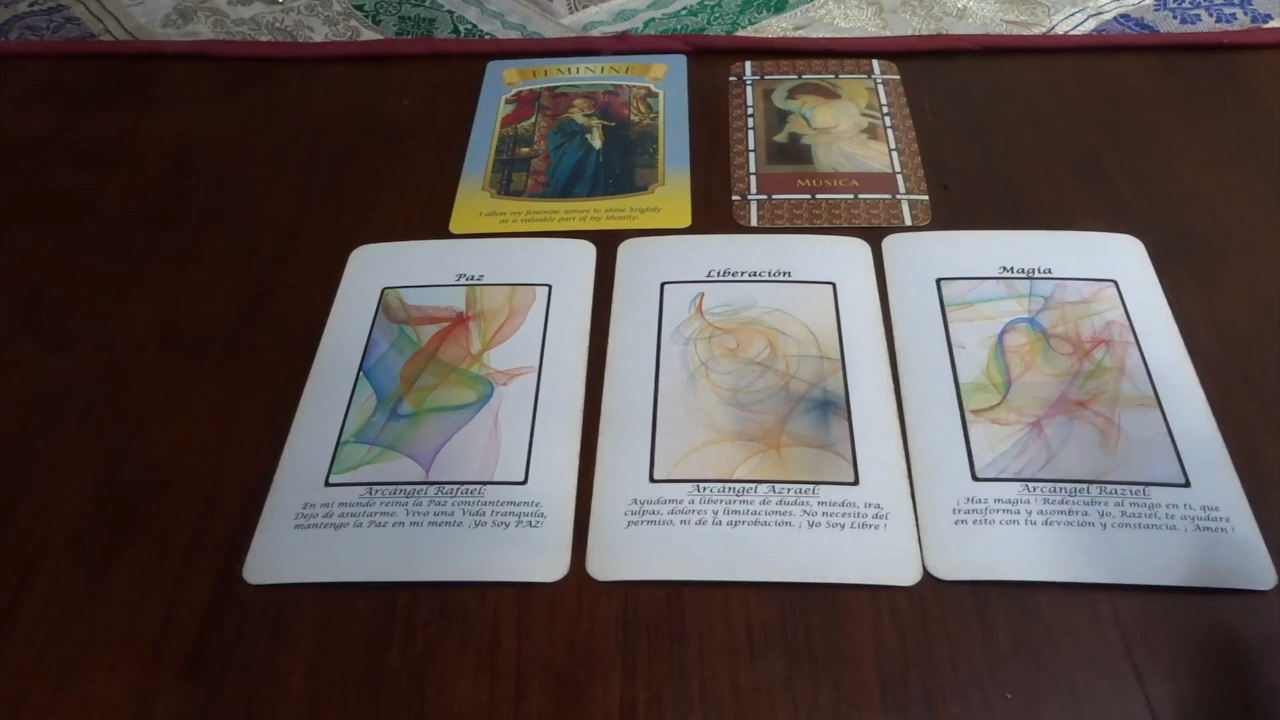 FEMININE
I allow my feminine nature to shine brightly
as a valuable part of my identity.
MÚSICA
Paz
Arcángel Rafael:
En mi mundo reina la Paz constantemente.
Dejo de asustarme. Vivo una Vida tranquila,
mantengo la Paz en mi mente. ¡Yo Soy PAZ!
Liberación
Arcángel Azrael:
Ayúdame a liberarme de dudas, miedos, ira,
culpas, dolores y limitaciones. No necesito del
permiso, ni de la aprobación. ¡ Yo Soy Libre !
Magia
Arcángel Raziel:
¡ Haz magia ! Redescubre al mago en ti, que
transforma y asombra. Yo, Raziel, te ayudaré
en esto con tu devoción y constancia. ¡ Amén !